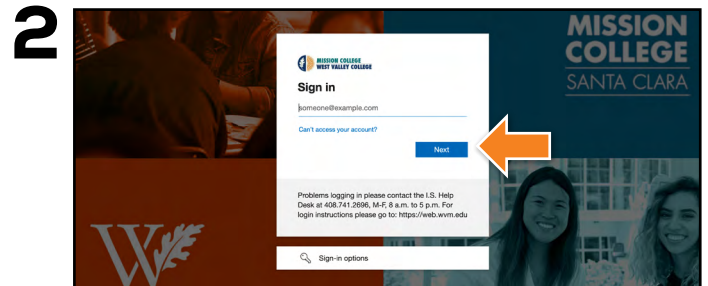 2
MISSION
COLLEGE
SANTA CLARA
MISSION COLLEGE
WEST VALLEY COLLEGE
Sign in
someone@example.com
Can't access your account?
Next
Problems logging in please contact the I.S. Help
Desk at 408.741.2696, M-F, 8 a.m. to 5 p.m. For
login instructions please go to: https://web.wvm.edu
Sign-in options
W